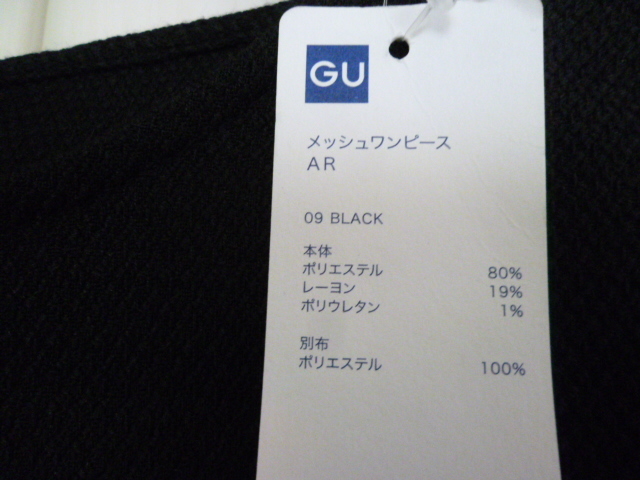 GU
メッシュワンピース
AR
09 BLACK
本体
ポリエステル 80%
レーヨン 19%
ポリウレタン 1%
別布
ポリエステル 100%